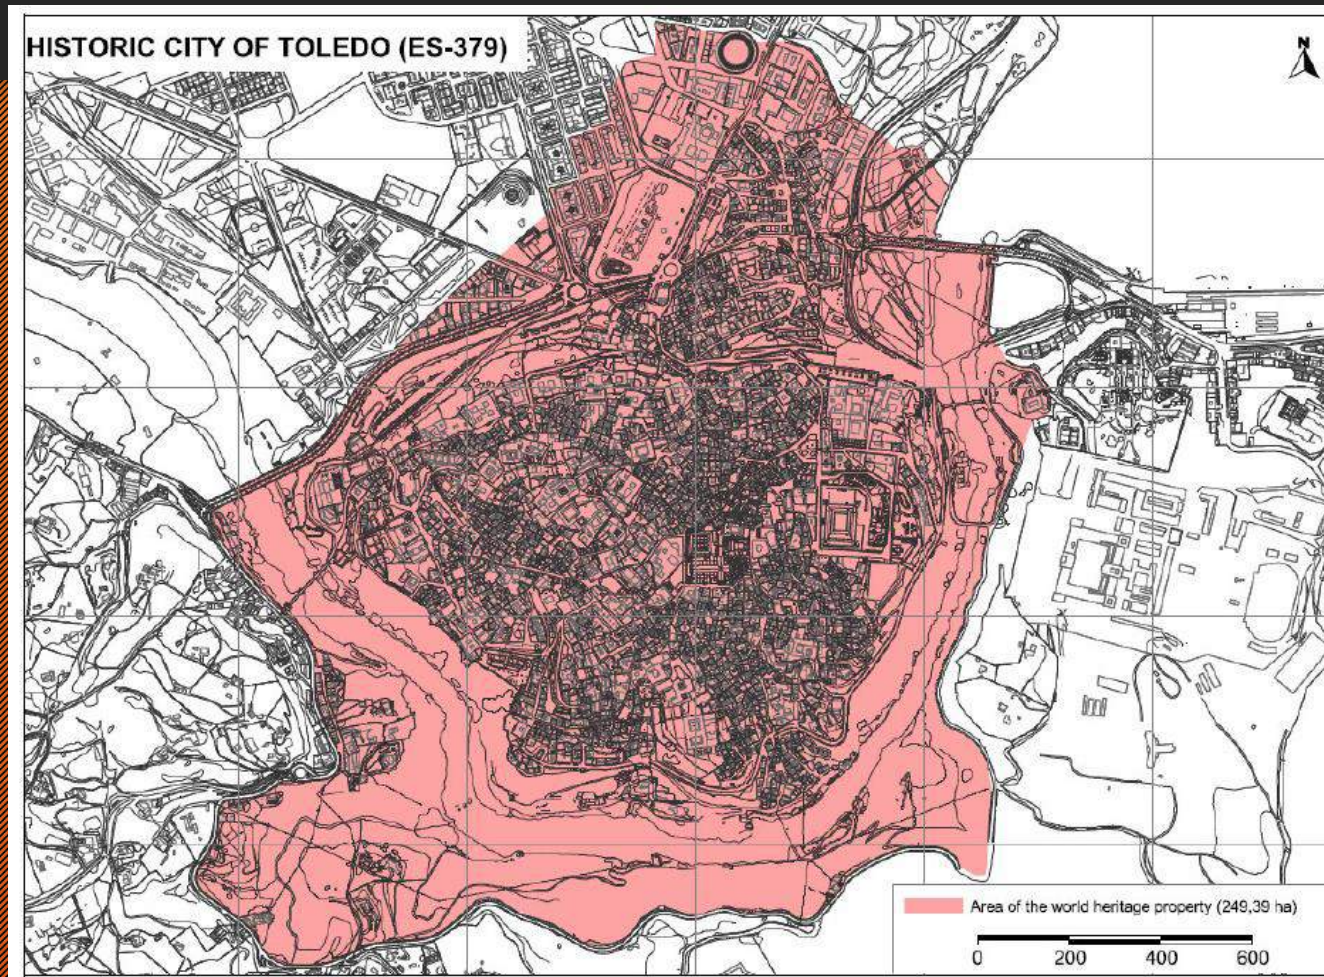 HISTORIC CITY OF TOLEDO (ES-379)
N
Area of the world heritage property (249,39 ha)
0 200 400 600